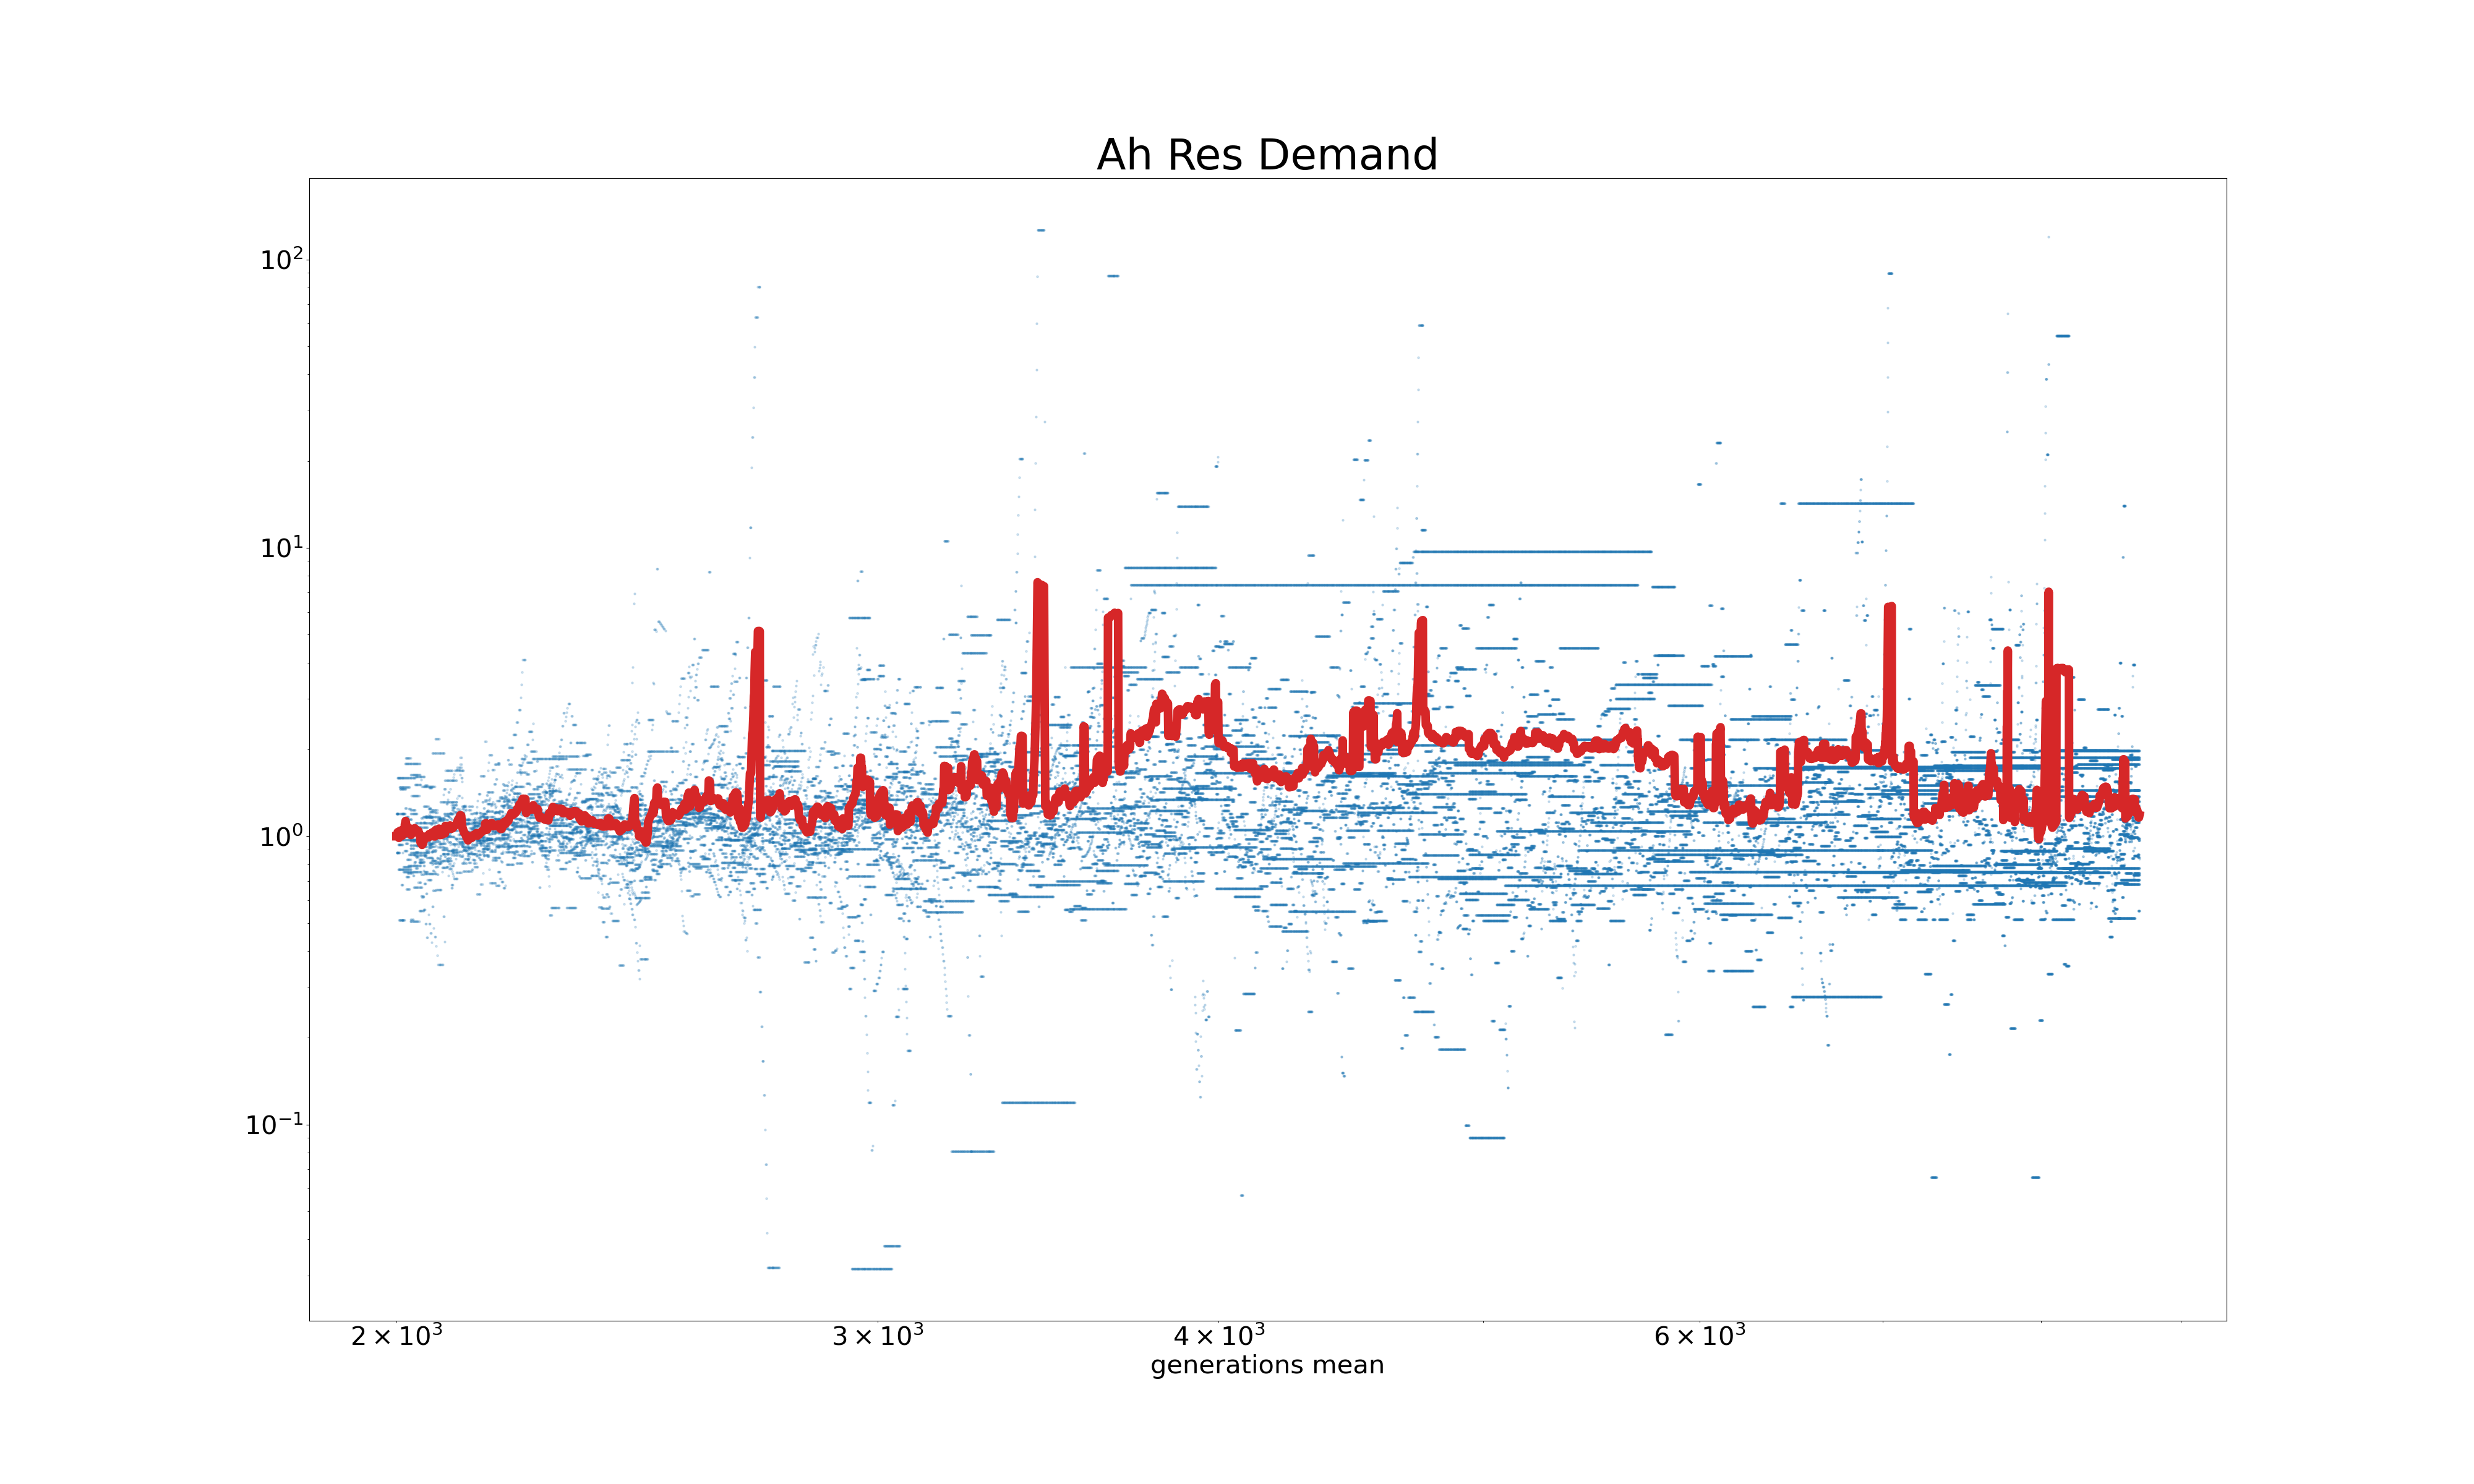 Ah Res Demand
10²
10¹
10⁰
10⁻¹
2 × 10³ 3 × 10³ 4 × 10³ 6 × 10³
generations mean